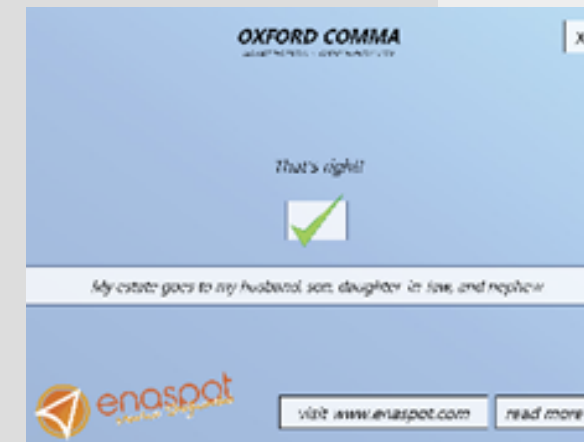 OXFORD COMMA
X
That's right!
My estate goes to my husband, son, daughter-in-law, and nephew
enaspot
visit www.enaspot.com
read more